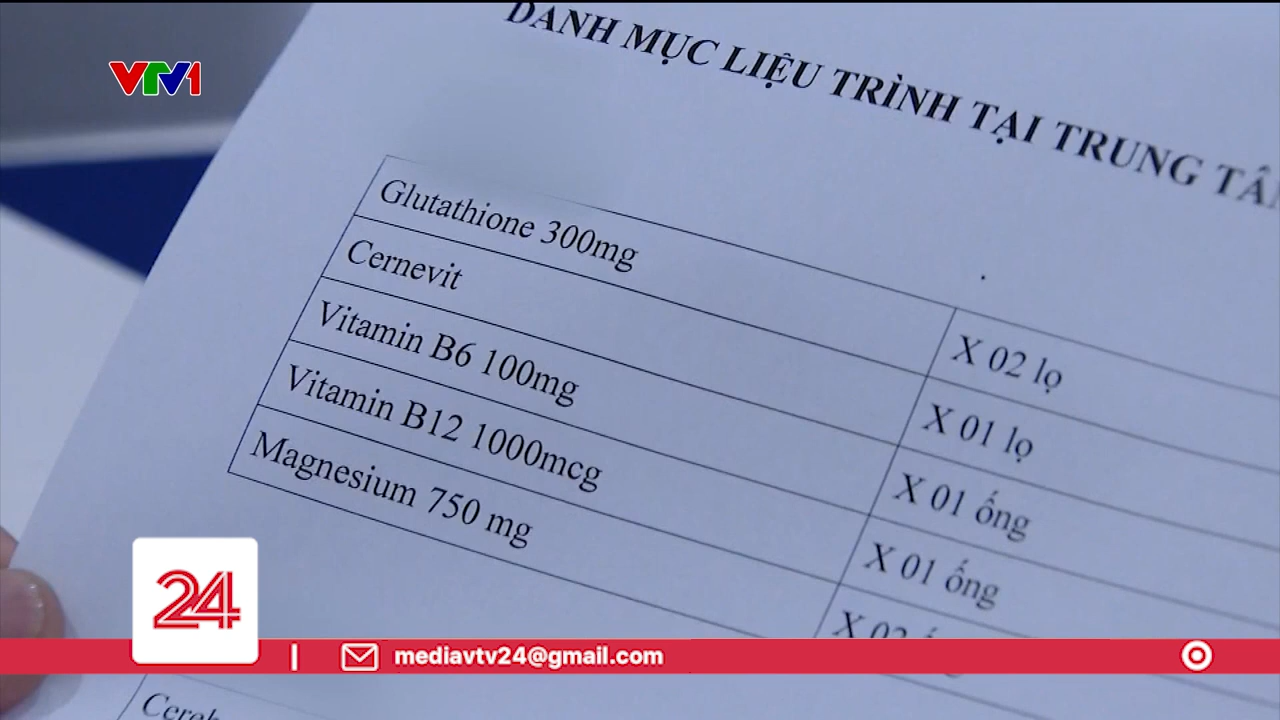 VTV1
DANH MỤC LIỆU TRÌNH TẠI TRUNG
Glutathione 300mg X 02 lọ
Cernevit X 01 lọ
Vitamin B6 100mg X 01 ống
Vitamin B12 1000mcg X 01 ống
Magnesium 750 mg X 02
24
mediavtv24@gmail.com